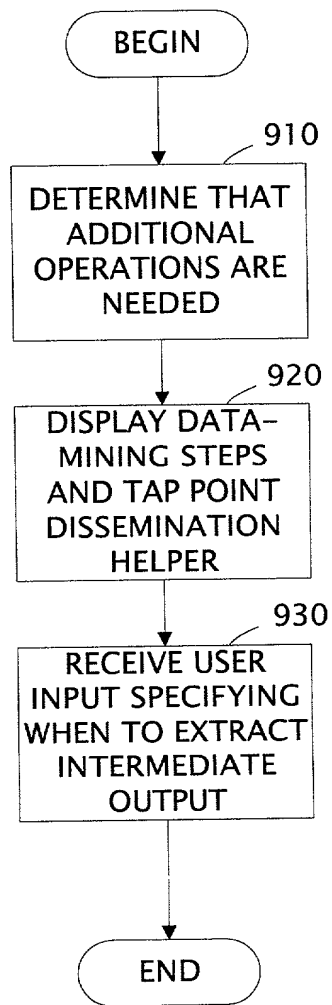 BEGIN
910
DETERMINE THAT
ADDITIONAL
OPERATIONS ARE
NEEDED
920
DISPLAY DATA-
MINING STEPS
AND TAP POINT
DISSEMINATION
HELPER
930
RECEIVE USER
INPUT SPECIFYING
WHEN TO EXTRACT
INTERMEDIATE
OUTPUT
END